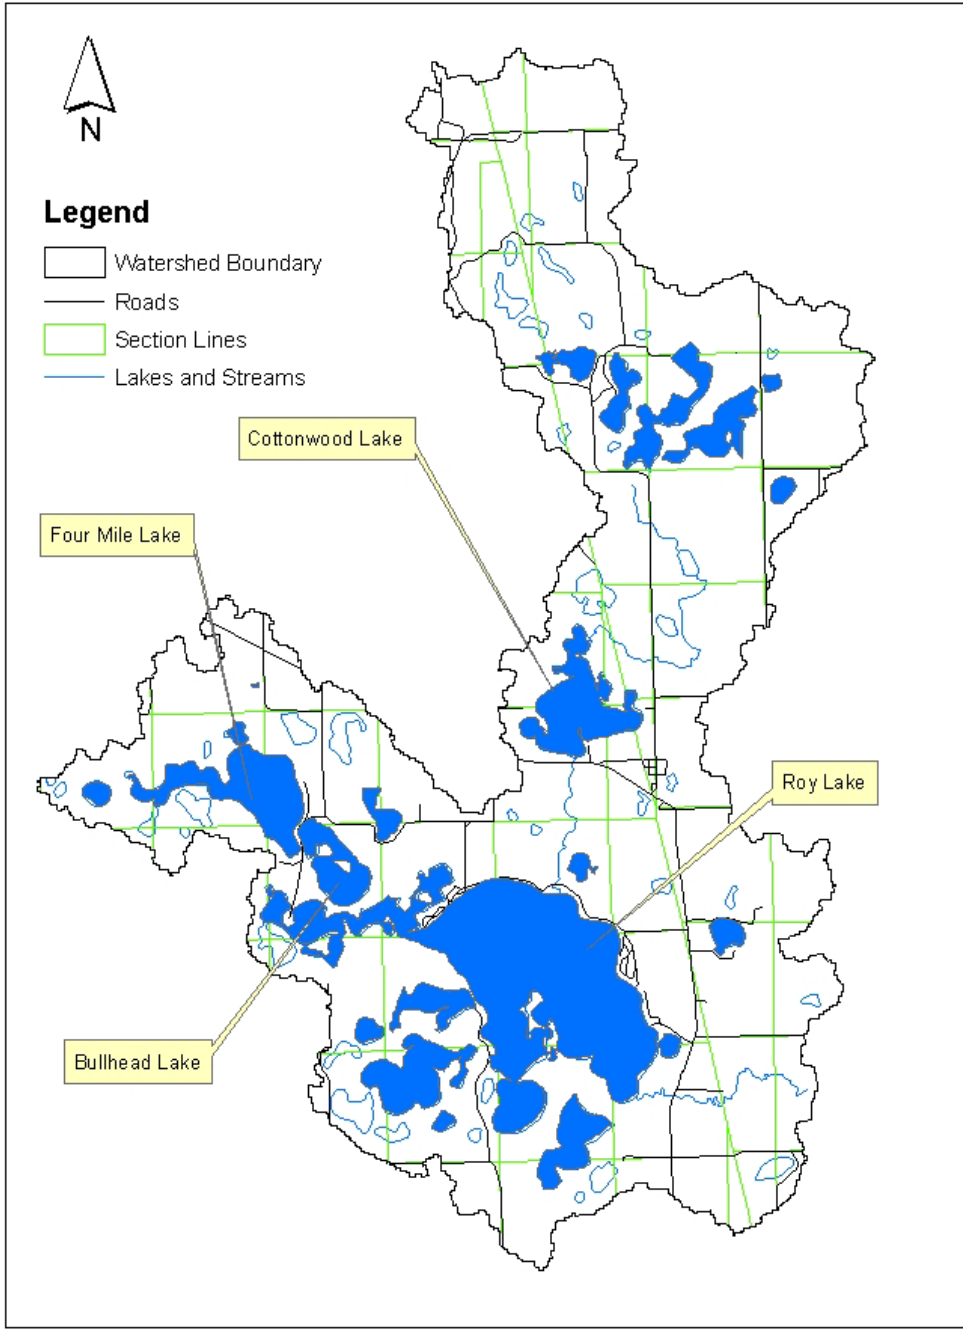 N
Legend
Watershed Boundary
Roads
Section Lines
Lakes and Streams
Cottonwood Lake
Four Mile Lake
Roy Lake
Bullhead Lake